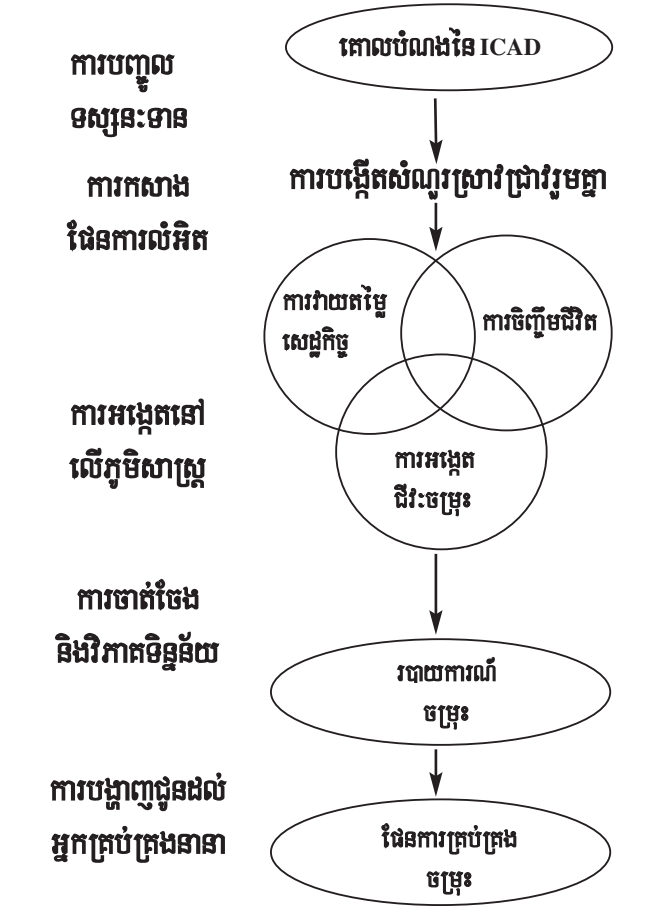 គោលបំណងនៃ ICAD
ការបញ្ចូល
ទស្សនៈទាន
ការបង្កើតសំណួរស្រាវជ្រាវរួមគ្នា
ការកសាង
ផែនការលំអិត
ការវាយតម្លៃ
សេដ្ឋកិច្ច
ការចិញ្ចឹមជីវិត
ការអង្កេតនៅ
លើភូមិសាស្ត្រ
ការអង្កេត
ជីវៈចម្រុះ
ការចាត់ចែង
និងវិភាគទិន្នន័យ
របាយការណ៍
ចម្រុះ
ការបង្ហាញជូនដល់
អ្នកគ្រប់គ្រងនានា
ផែនការគ្រប់គ្រង
ចម្រុះ